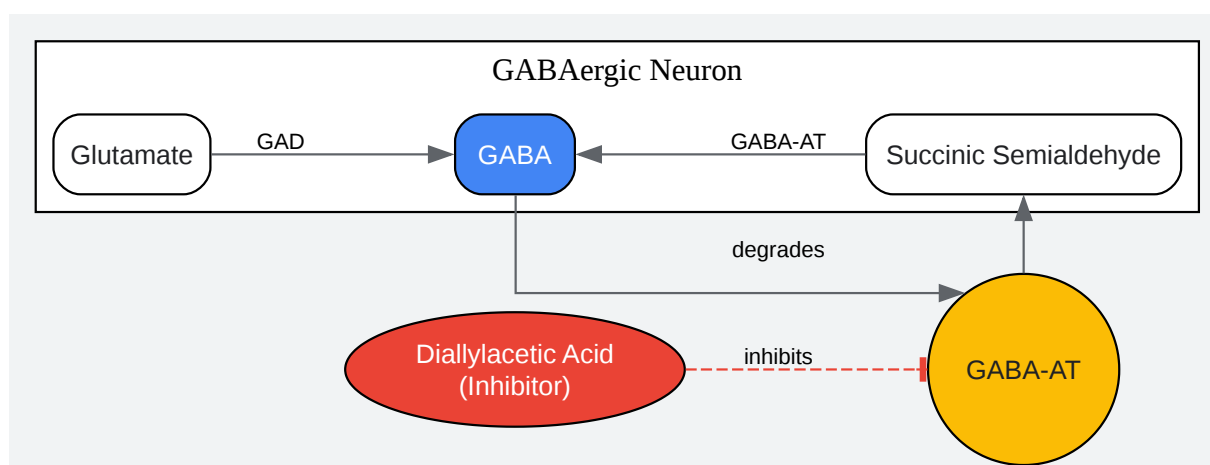 GABAergic Neuron
Glutamate
GAD
GABA
GABA-AT
Succinic Semialdehyde
degrades
Diallylacetic Acid
(Inhibitor)
inhibits
GABA-AT